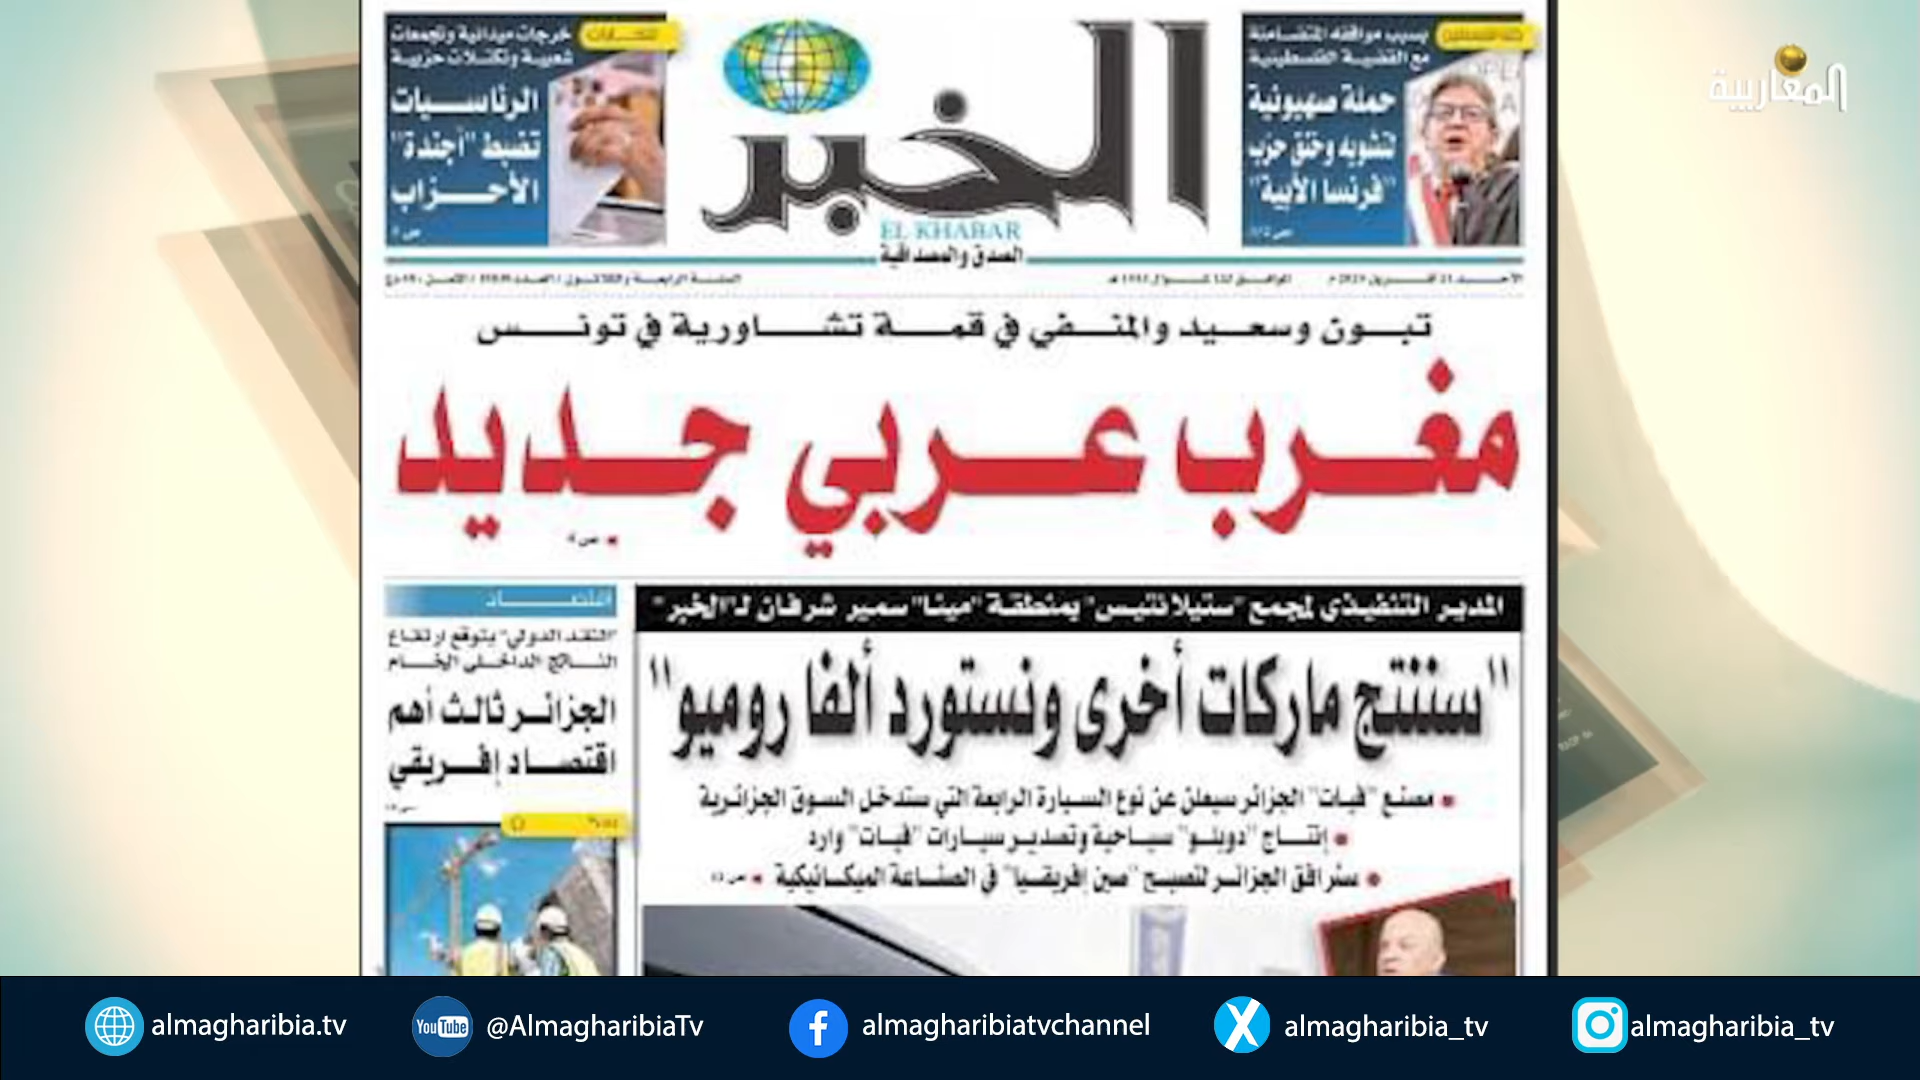 المغاربية
بسبب مواقفه المتضامنة
مع القضية الفلسطينية
حملة صهيونية
لتشويه وخنق حزب
"فرنسا الأبية"
الخبر
EL KHABAR
الصدق والمصداقية
خرجات ميدانية وتجمعات
شعبية وتكتلات حزبية
الرئاسيات
تضبط "أجندة"
الأحزاب
السنة الرابعة والثلاثون
تبون وسعيد والمنفي في قمة تشاورية في تونس
مغرب عربي جديد
المدير التنفيذي لمجمع "ستيلانتيس" بمنطقة "مينا" سمير شرفان لـ"الخبر"
"سننتج ماركات أخرى ونستورد ألفا روميو"
مصنع "فيات" الجزائر سيعلن عن نوع السيارة الرابعة التي ستدخل السوق الجزائرية
إنتاج "دوبلو" سياحية وتصدير سيارات "فيات" وارد
سنرافق الجزائر لتصبح "صين إفريقيا" في الصناعة الميكانيكية
اقتصاد
"النقد الدولي" يتوقع ارتفاع
الناتج الداخلي الخام
الجزائر ثالث أهم
اقتصاد إفريقي
almagharibia.tv
YouTube @AlmagharibiaTv
almagharibiatvchannel
almagharibia_tv
almagharibia_tv